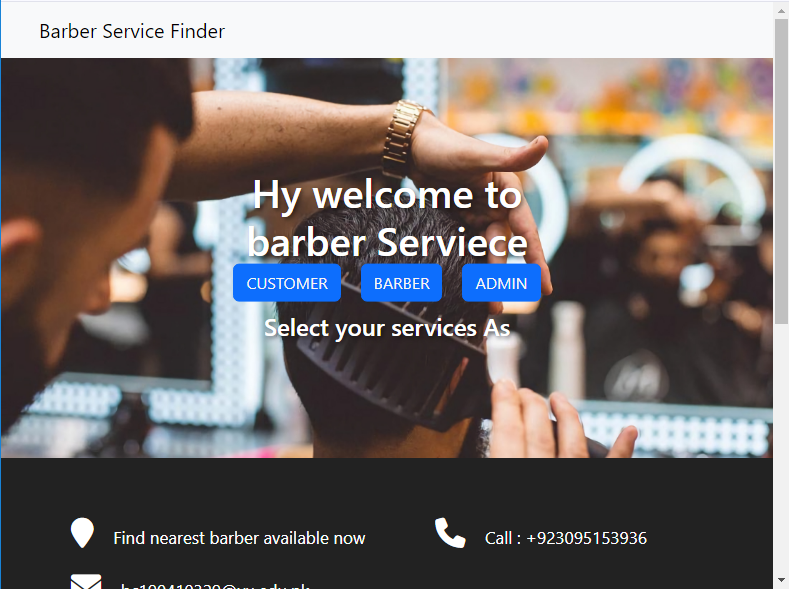 Barber Service Finder
Hy welcome to
barber Serviece
CUSTOMER BARBER ADMIN
Select your services As
Find nearest barber available now
Call : +923095153936